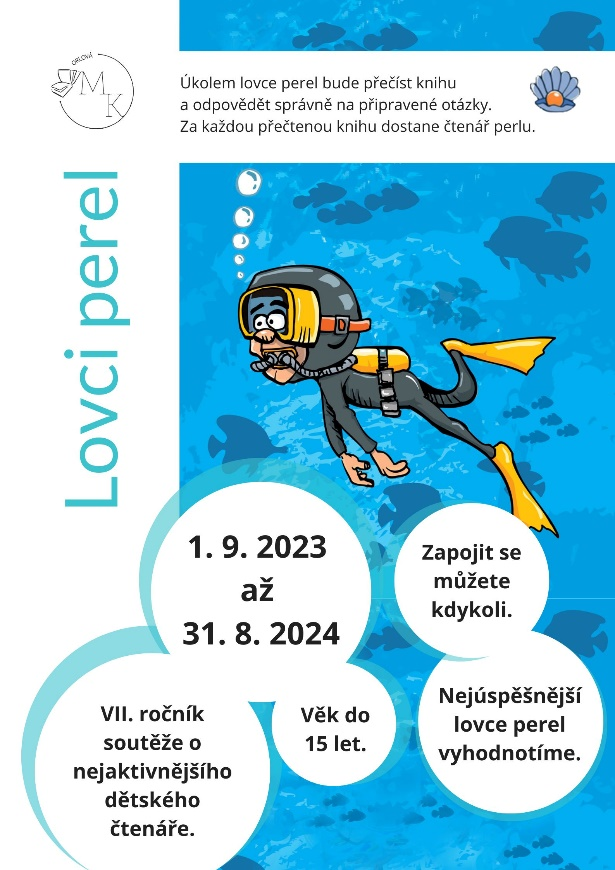 ORLOVÁ
MK
Úkolem lovce perel bude přečíst knihu
a odpovědět správně na připravené otázky.
Za každou přečtenou knihu dostane čtenář perlu.
Lovci perel
1. 9. 2023
až
31. 8. 2024
Zapojit se
můžete
kdykoli.
VII. ročník
soutěže o
nejaktivnějšího
dětského
čtenáře.
Věk do
15 let.
Nejúspěšnější
lovce perel
vyhodnotíme.